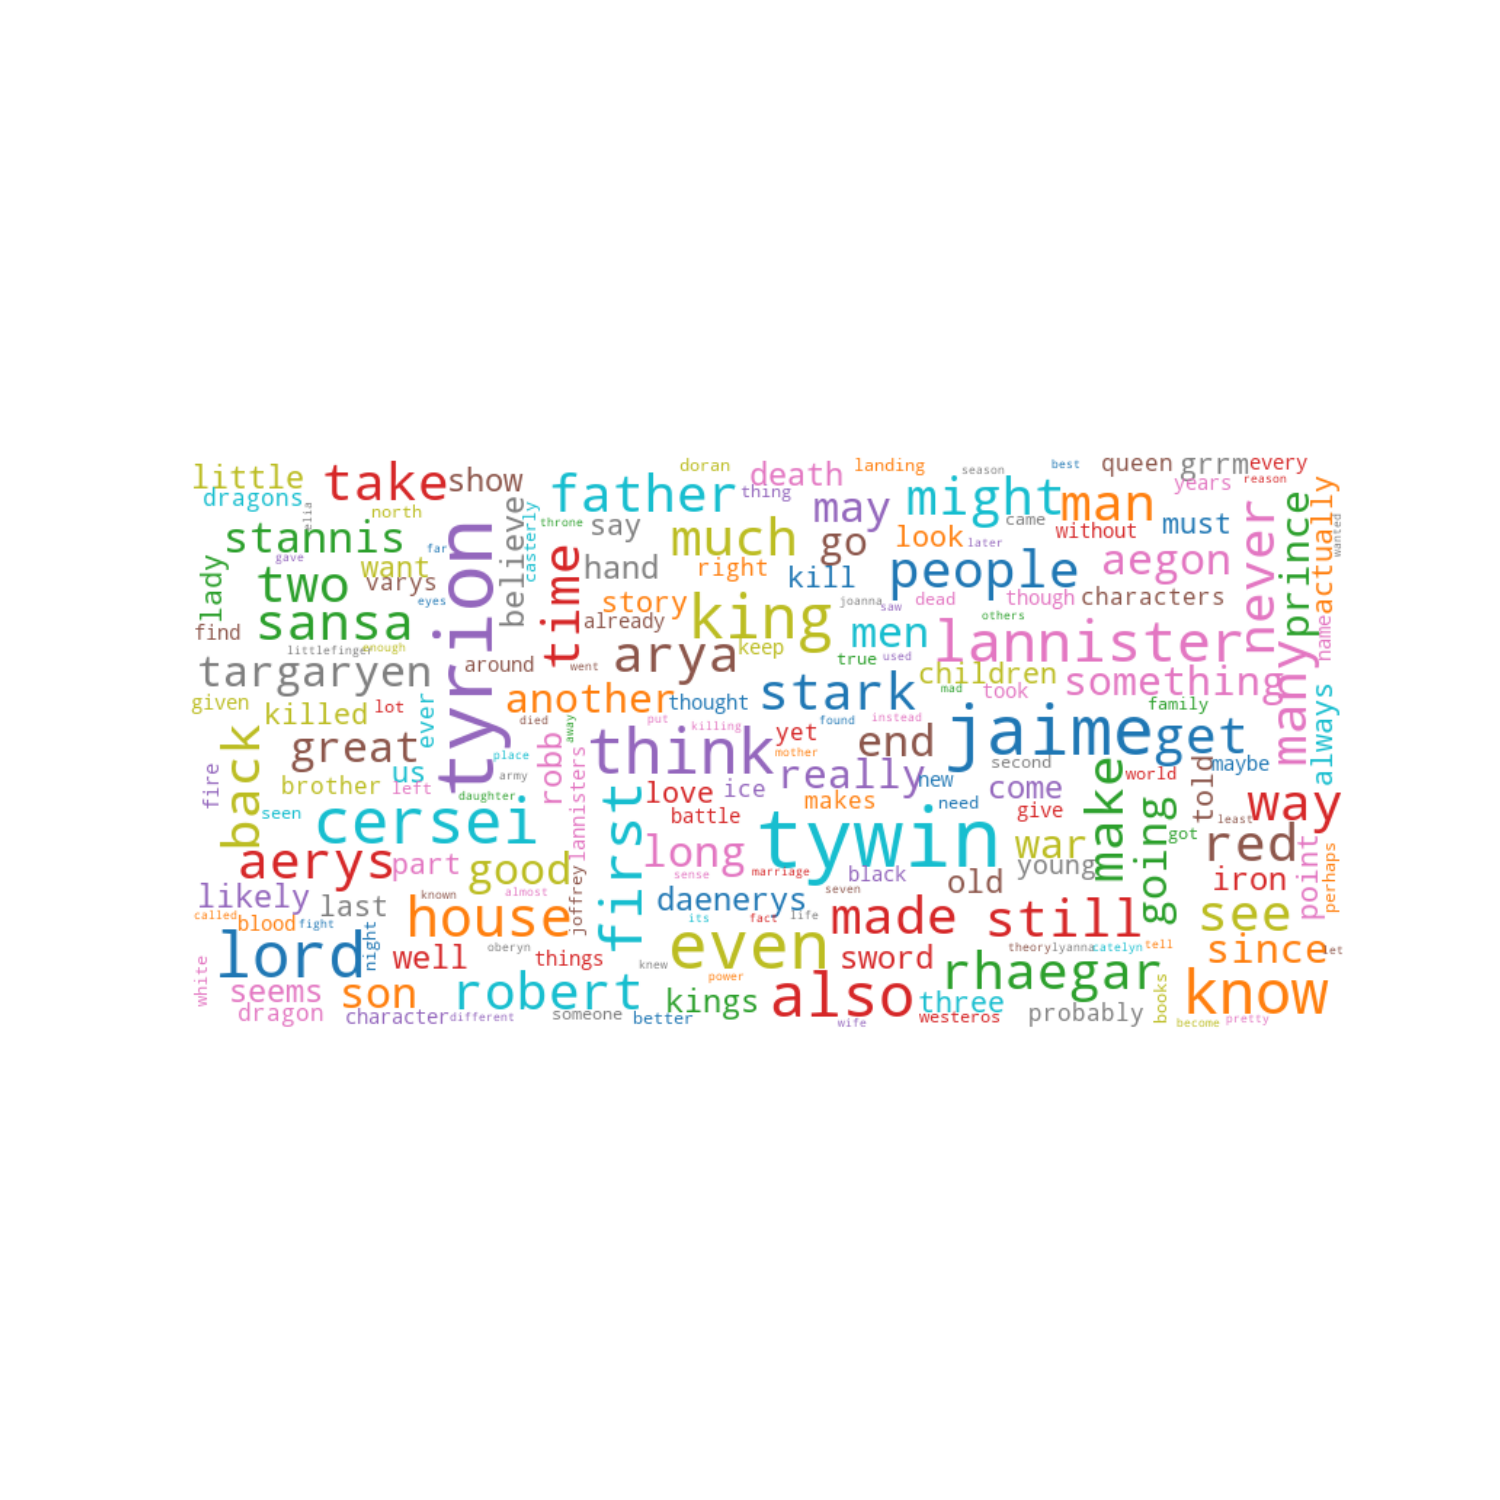 little
take
show
father
doran
death
landing
season
best
queen
grrm
every
dragons
thing
may
might
man
years
reason
elia
north
believe
casterly
throne
say
much
go
look
later
came
without
must
actually
wanted
stannis
far
gave
want
varys
hand
right
kill
people
aegon
never
prince
lady
two
eyes
tyrion
time
story
already
king
joanna
saw
dead
though
characters
others
name
find
sansa
littlefinger
enough
around
went
arya
keep
men
true
used
lannister
many
targaryen
another
thought
stark
children
mad
took
something
family
always
given
killed
lot
ever
died
away
put
killing
found
instead
jaime
get
back
great
place
robb
think
mother
yet
end
second
maybe
fire
brother
us
left
army
lannisters
really
new
come
make
world
told
seen
daughter
first
love
ice
makes
need
give
way
cersei
battle
tywin
war
going
got
least
red
aerys
part
good
joffrey
long
sense
marriage
black
young
iron
point
perhaps
likely
last
known
almost
daenerys
seven
old
called
blood
fight
night
house
its
fact
life
made
still
see
lord
well
oberyn
things
knew
even
sword
theory
lyanna
catelyn
tell
since
let
white
seems
son
robert
power
kings
also
rhaegar
three
books
know
dragon
character
different
someone
better
wife
westeros
probably
become
pretty